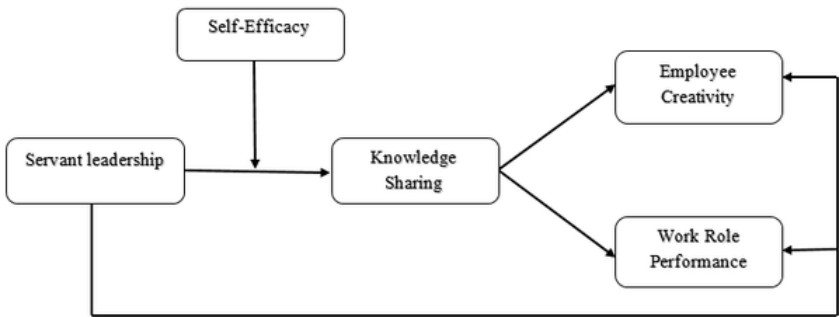 Self-Efficacy
Employee
Creativity
Servant leadership
Knowledge
Sharing
Work Role
Performance